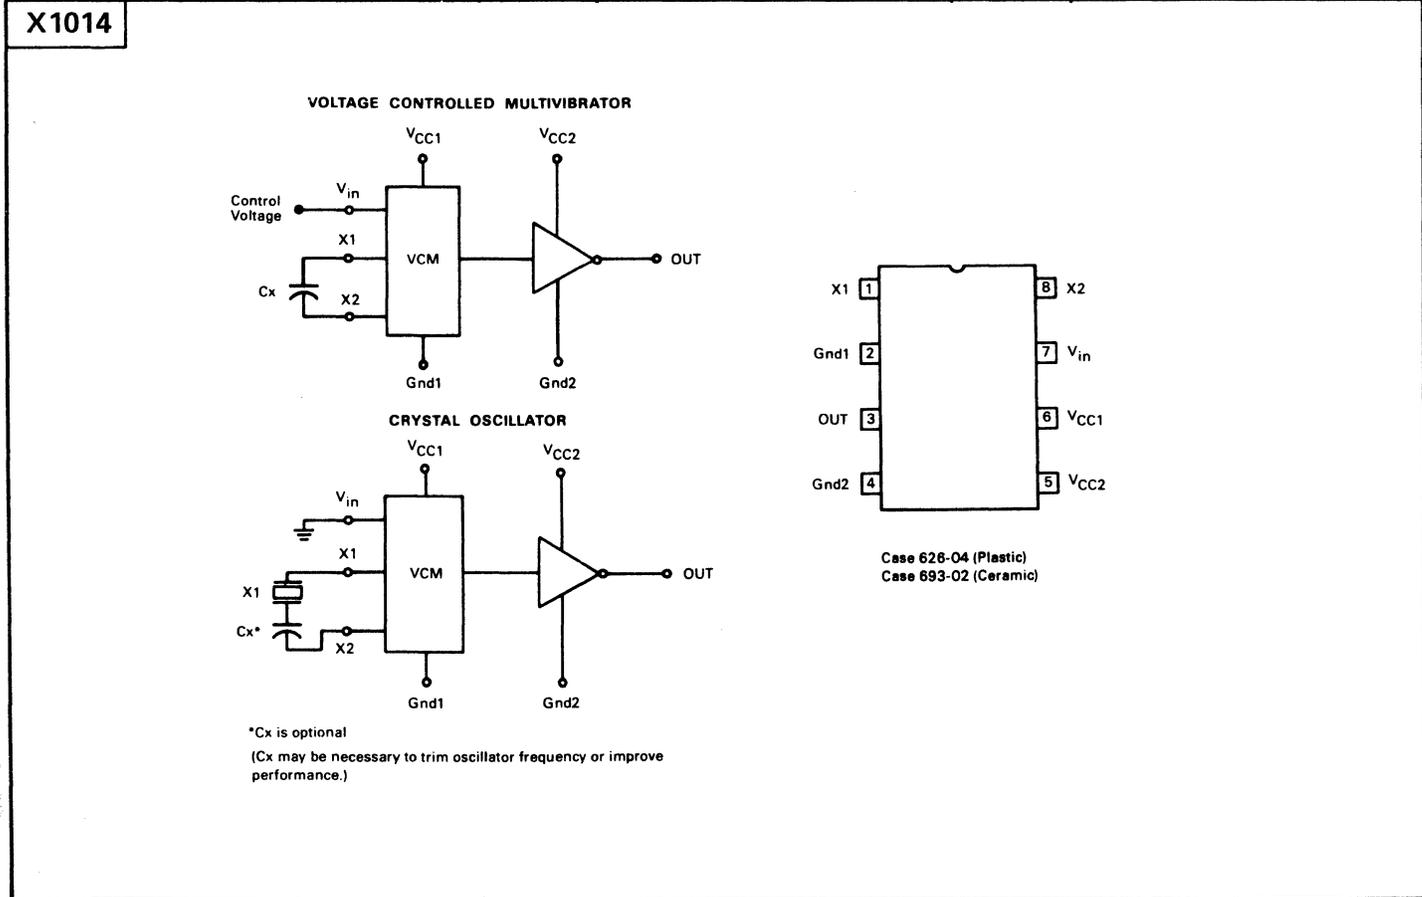 X1014
VOLTAGE CONTROLLED MULTIVIBRATOR
VCC1
VCC2
Control
Voltage
Vin
X1
VCM
OUT
Cx
X2
Gnd1
Gnd2
CRYSTAL OSCILLATOR
VCC1
VCC2
Vin
X1
VCM
OUT
X1
Cx*
X2
Gnd1
Gnd2
*Cx is optional
(Cx may be necessary to trim oscillator frequency or improve
performance.)
X1 1
8 X2
Gnd1 2
7 Vin
OUT 3
6 VCC1
Gnd2 4
5 VCC2
Case 626-04 (Plastic)
Case 693-02 (Ceramic)